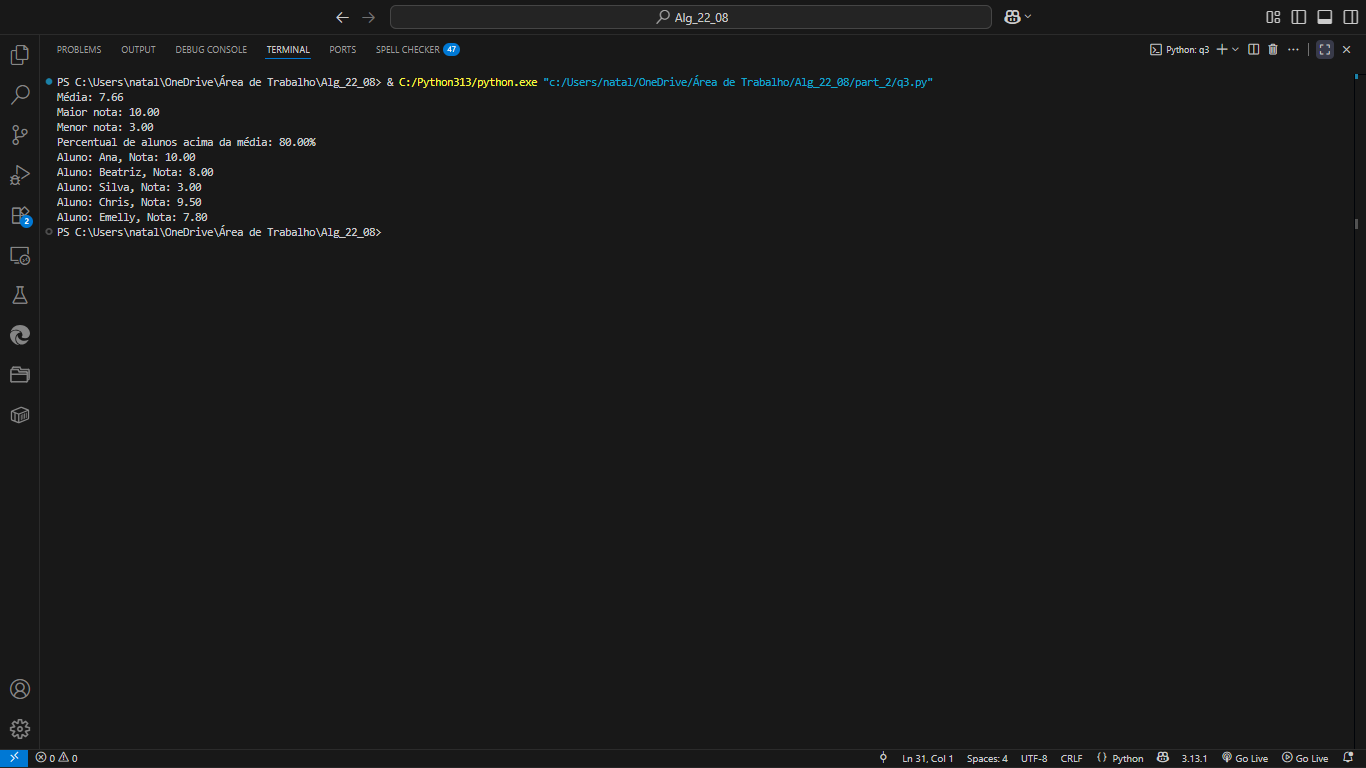 Alg_22_08
PROBLEMS OUTPUT DEBUG CONSOLE TERMINAL PORTS SPELL CHECKER 47 Python: q3
PS C:\Users\natal\OneDrive\Área de Trabalho\Alg_22_08> & C:/Python313/python.exe "c:/Users/natal/OneDrive/Área de Trabalho/Alg_22_08/part_2/q3.py"
Média: 7.66
Maior nota: 10.00
Menor nota: 3.00
Percentual de alunos acima da média: 80.00%
Aluno: Ana, Nota: 10.00
Aluno: Beatriz, Nota: 8.00
Aluno: Silva, Nota: 3.00
Aluno: Chris, Nota: 9.50
Aluno: Emelly, Nota: 7.80
PS C:\Users\natal\OneDrive\Área de Trabalho\Alg_22_08>
2
0 0 Ln 31, Col 1 Spaces: 4 UTF-8 CRLF {} Python 3.13.1 Go Live Go Live